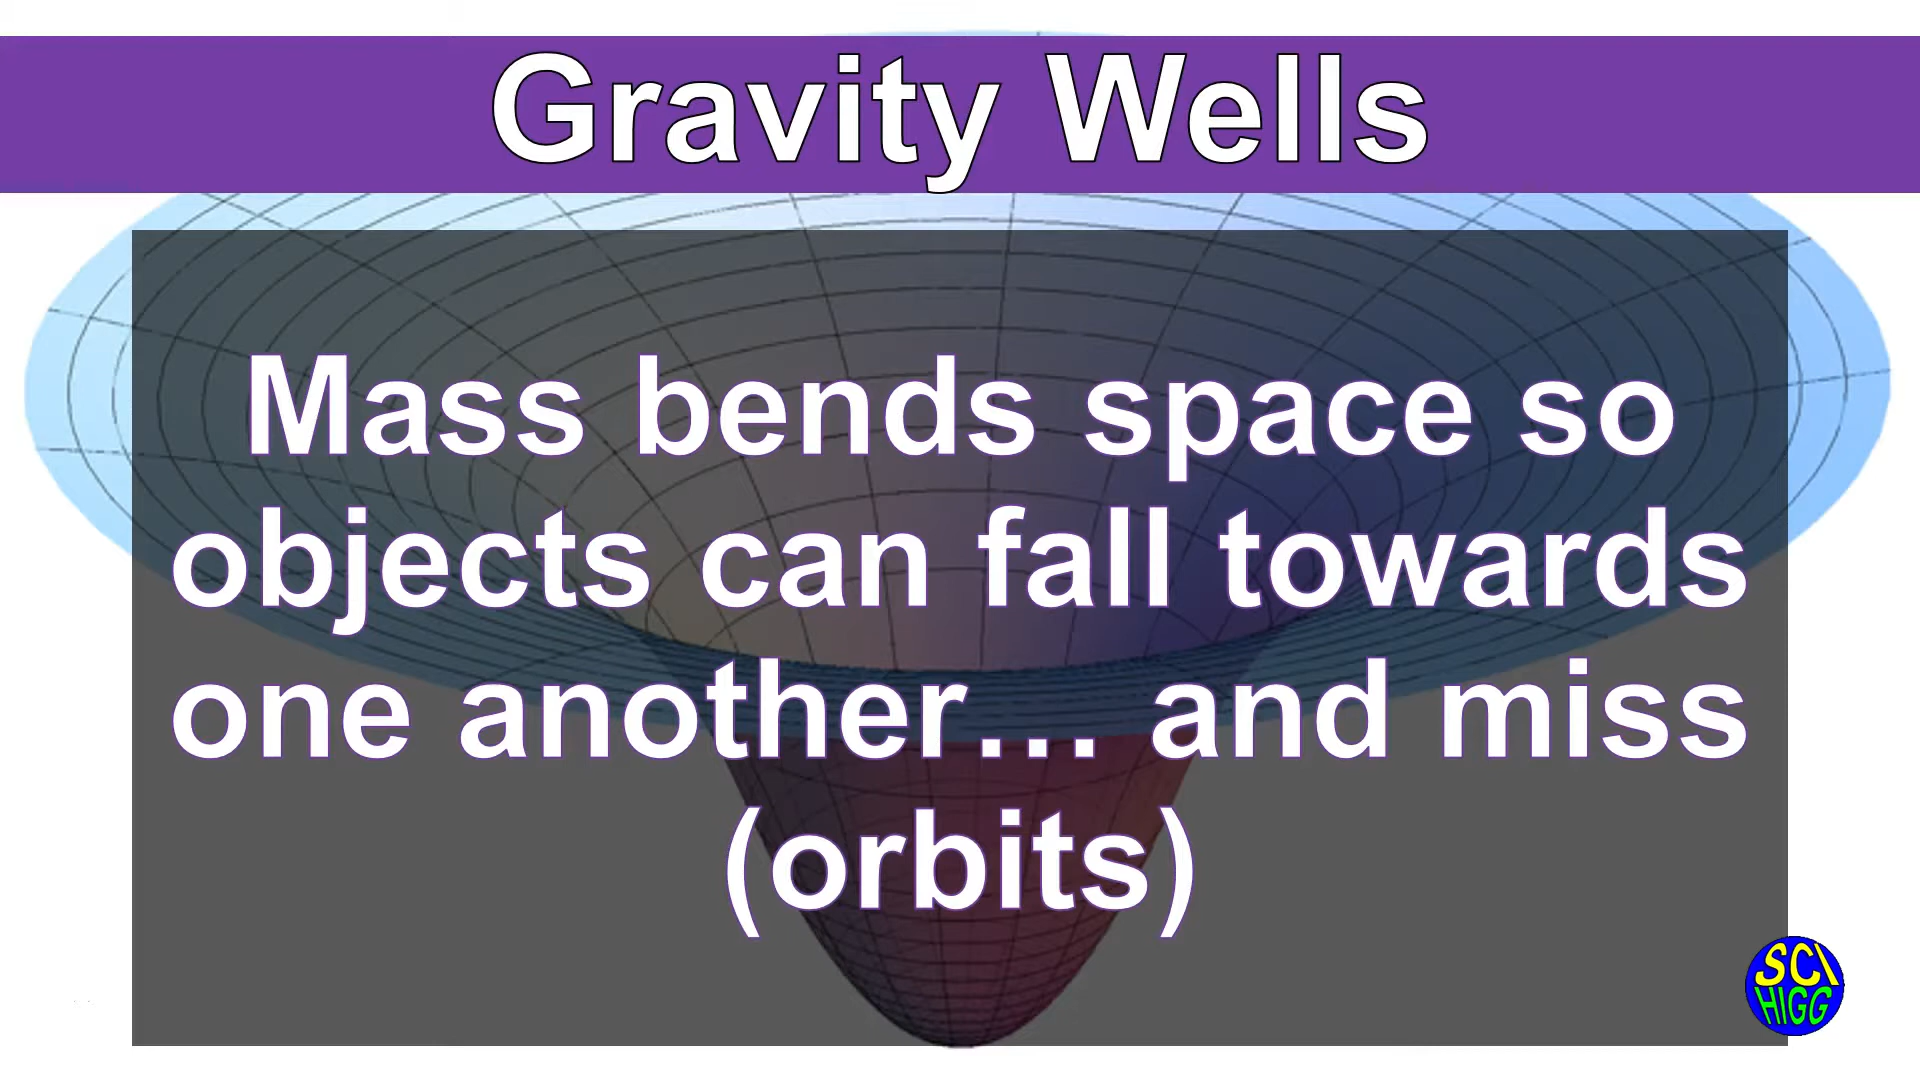 Gravity Wells
Mass bends space so
objects can fall towards
one another... and miss
(orbits)
SCI
HIGG